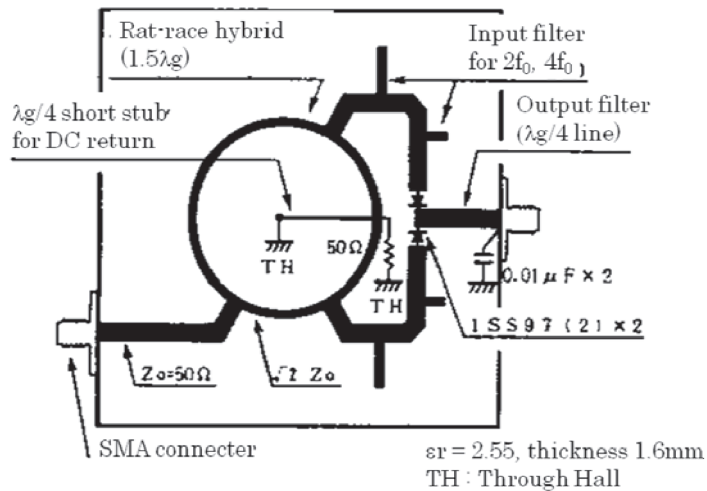 Rat-race hybrid
(1.5λg)
Input filter
for 2f₀, 4f₀)
λg/4 short stub
for DC return
Output filter
(λg/4 line)
50Ω
TH
TH
0.01 μF × 2
1SS97 (2) × 2
Zo=50Ω
√2 Zo
SMA connecter
εr = 2.55, thickness 1.6mm
TH : Through Hall